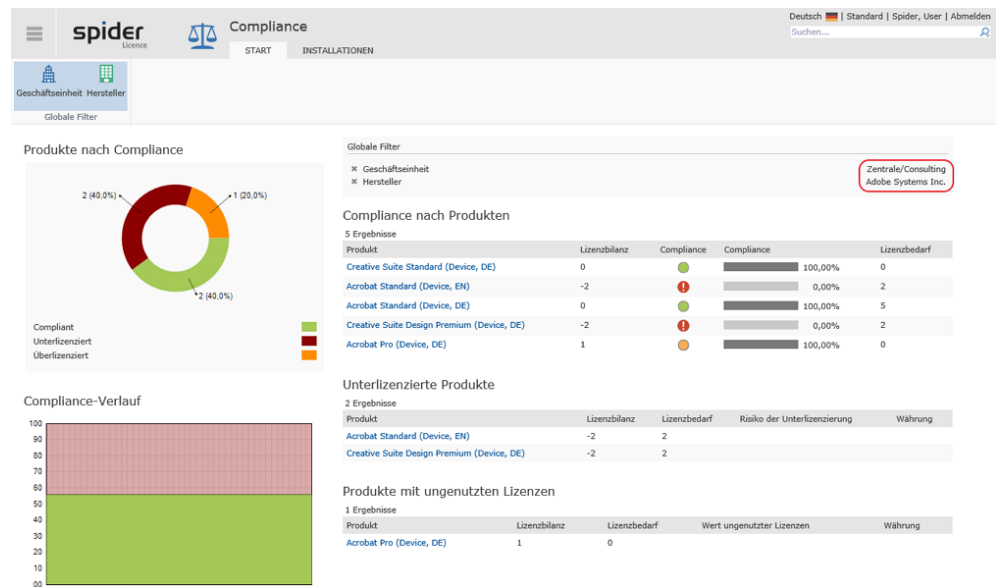 Deutsch | Standard | Spider, User | Abmelden
spider
Licence
Compliance
Suchen...
START INSTALLATIONEN
Geschäftseinheit Hersteller
Globale Filter
Produkte nach Compliance
2 (40,0%) 1 (20,0%)
2 (40,0%)
Compliant
Unterlizenziert
Überlizenziert
Compliance-Verlauf
100
90
80
70
60
50
40
30
20
10
00
Globale Filter
Geschäftseinheit Zentrale/Consulting
Hersteller Adobe Systems Inc.
Compliance nach Produkten
5 Ergebnisse
Produkt Lizenzbilanz Compliance Compliance Lizenzbedarf
Creative Suite Standard (Device, DE) 0 100,00% 0
Acrobat Standard (Device, EN) -2 0,00% 2
Acrobat Standard (Device, DE) 0 100,00% 5
Creative Suite Design Premium (Device, DE) -2 0,00% 2
Acrobat Pro (Device, DE) 1 100,00% 0
Unterlizenzierte Produkte
2 Ergebnisse
Produkt Lizenzbilanz Lizenzbedarf Risiko der Unterlizenzierung Währung
Acrobat Standard (Device, EN) -2 2
Creative Suite Design Premium (Device, DE) -2 2
Produkte mit ungenutzten Lizenzen
1 Ergebnisse
Produkt Lizenzbilanz Lizenzbedarf Wert ungenutzter Lizenzen Währung
Acrobat Pro (Device, DE) 1 0